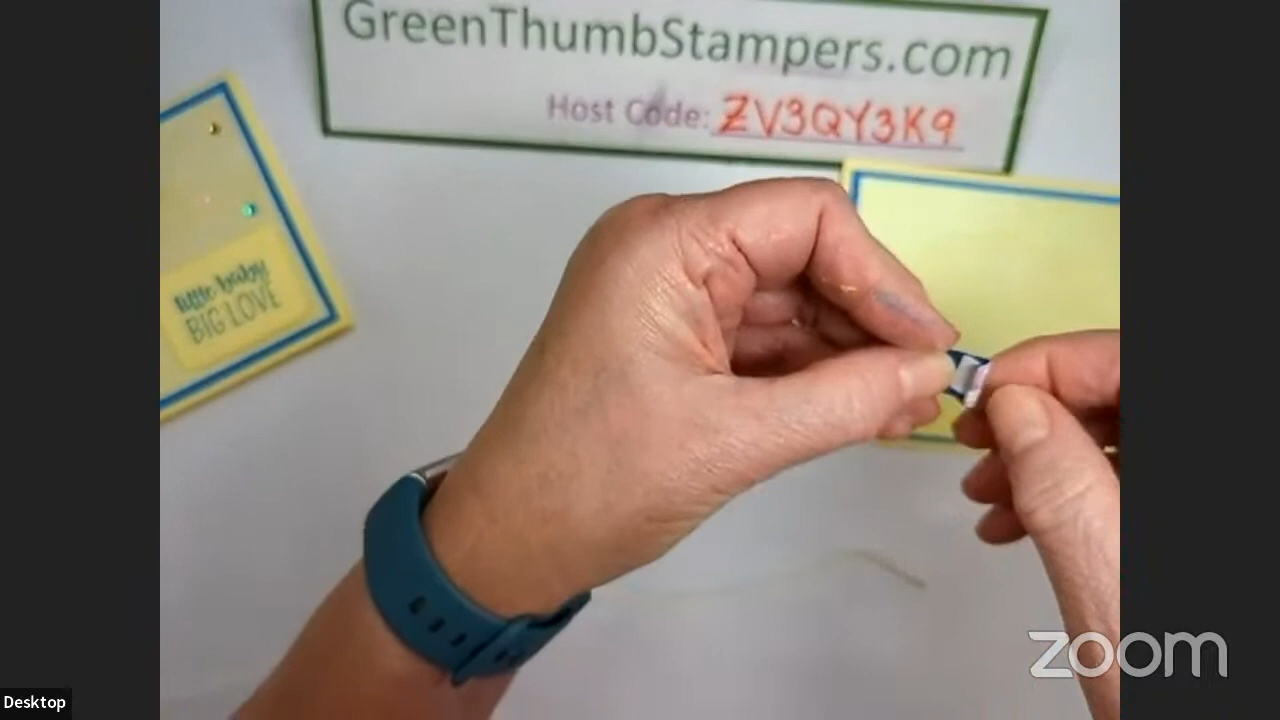 GreenThumbStampers.com
Host Code: ZV3QY3K9
little baby
BIG LOVE
zoom
Desktop